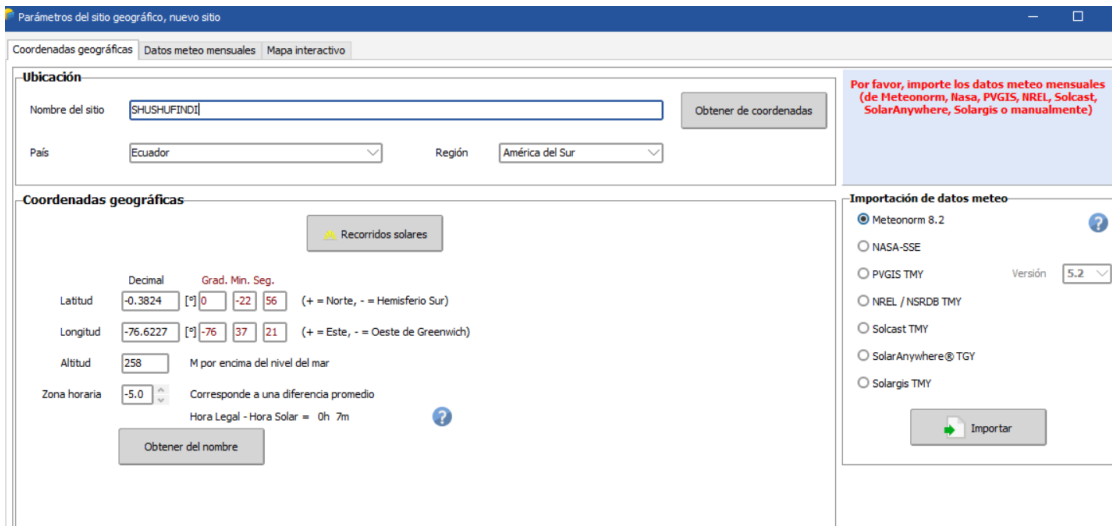 Parámetros del sitio geográfico, nuevo sitio
Coordenadas geográficas Datos meteo mensuales Mapa interactivo
Ubicación
Nombre del sitio SHUSHUFINDI Obtener de coordenadas
País Ecuador Región América del Sur
Por favor, importe los datos meteo mensuales
(de Meteonorm, Nasa, PVGIS, NREL, Solcast,
SolarAnywhere, Solargis o manualmente)
Coordenadas geográficas
Recorridos solares
Decimal Grad. Min. Seg.
Latitud -0.3824 [°] 0 -22 56 (+ = Norte, - = Hemisferio Sur)
Longitud -76.6227 [°] -76 37 21 (+ = Este, - = Oeste de Greenwich)
Altitud 258 M por encima del nivel del mar
Zona horaria -5.0 Corresponde a una diferencia promedio
Hora Legal - Hora Solar = 0h 7m ?
Obtener del nombre
Importación de datos meteo
Meteonorm 8.2 ?
NASA-SSE
PVGIS TMY Versión 5.2
NREL / NSRDB TMY
Solcast TMY
SolarAnywhere® TGY
Solargis TMY
Importar